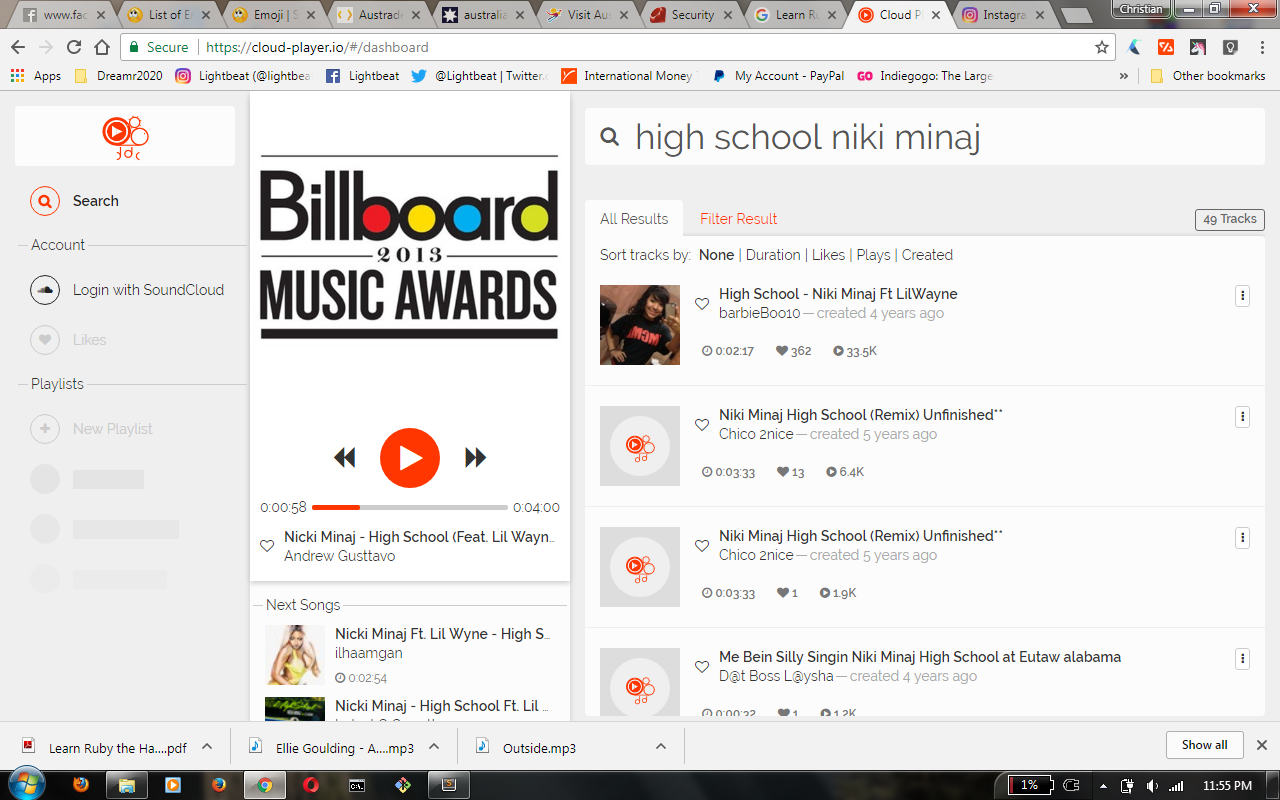 www.fac
List of E
Emoji | S
Austrade
australia
Visit Aus
Security
Learn Ru
Cloud P
Instagra
Christian
Secure
https://cloud-player.io/#/dashboard
Apps
Dreamr2020
Lightbeat (@lightbea
Lightbeat
@Lightbeat | Twitter.c
International Money
My Account - PayPal
GO
Indiegogo: The Large
»
Other bookmarks
Search
Account
Login with SoundCloud
Likes
Playlists
New Playlist
Billboard
2013
MUSIC AWARDS
0:00:58
0:04:00
Nicki Minaj - High School (Feat. Lil Wayn...
Andrew Gusttavo
Next Songs
Nicki Minaj Ft. Lil Wyne - High S...
ilhaamgan
0:02:54
Nicki Minaj - High School Ft. Lil ...
high school niki minaj
All Results
Filter Result
49 Tracks
Sort tracks by: None | Duration | Likes | Plays | Created
High School - Niki Minaj Ft LilWayne
barbieBoo10 — created 4 years ago
0:02:17 362 33.5K
Niki Minaj High School (Remix) Unfinished**
Chico 2nice — created 5 years ago
0:03:33 13 6.4K
Niki Minaj High School (Remix) Unfinished**
Chico 2nice — created 5 years ago
0:03:33 1 1.9K
Me Bein Silly Singin Niki Minaj High School at Eutaw alabama
D@t Boss L@ysha — created 4 years ago
0:00:32 1 1.2K
Learn Ruby the Ha....pdf
Ellie Goulding - A....mp3
Outside.mp3
Show all
1%
11:55 PM